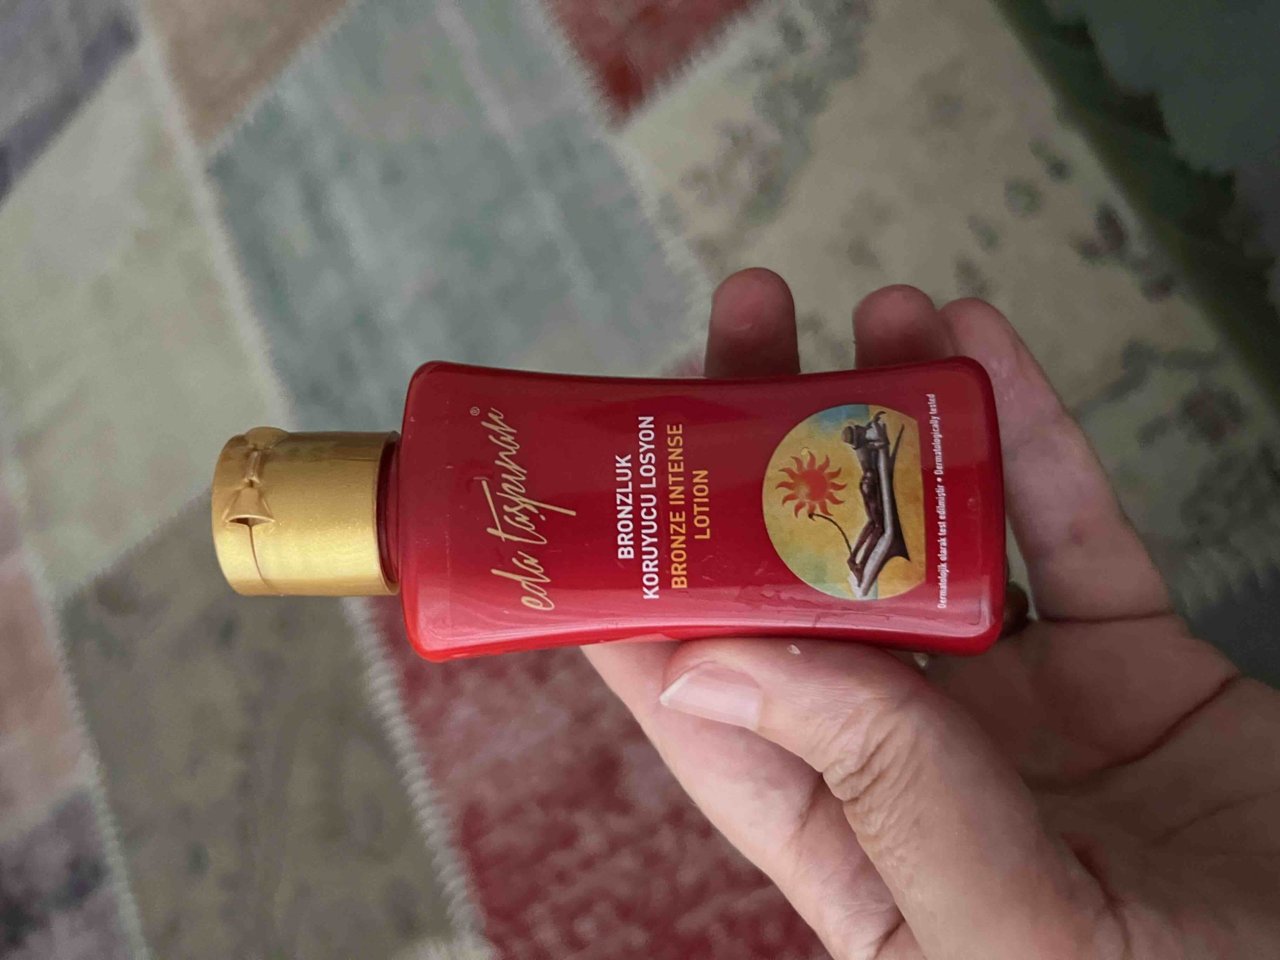 eda taşpınar®
BRONZLUK
KORUYUCU LOSYON
BRONZE INTENSE
LOTION
Dermatolojik olarak test edilmiştir • Dermatologically tested